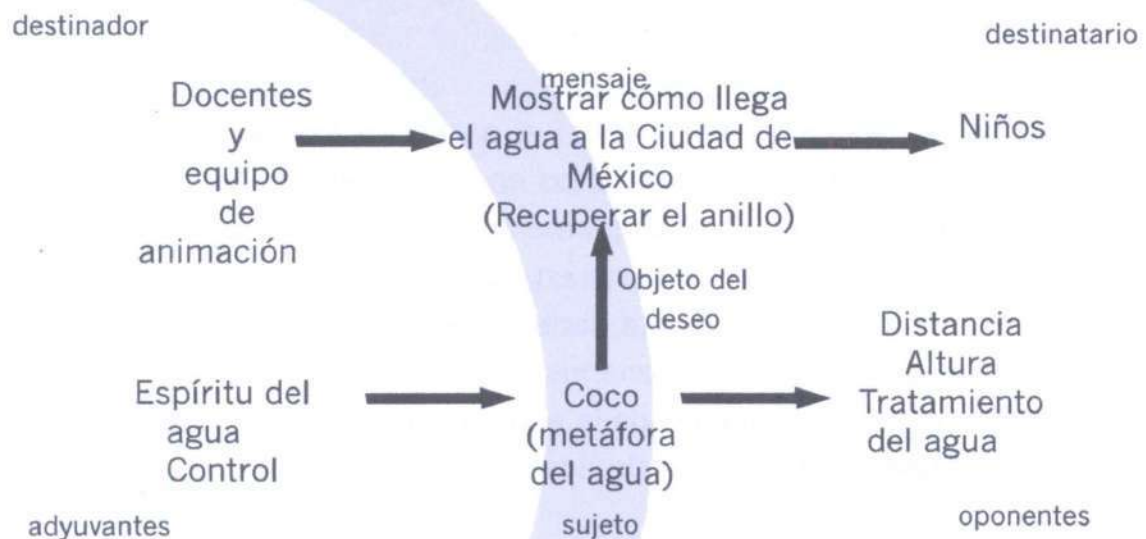 destinador
destinatario
mensaje
Docentes
y
equipo
de
animación
Mostrar cómo llega
el agua a la Ciudad de
México
(Recuperar el anillo)
Niños
Objeto del
deseo
Espíritu del
agua
Control
Coco
(metáfora
del agua)
Distancia
Altura
Tratamiento
del agua
adyuvantes
sujeto
oponentes